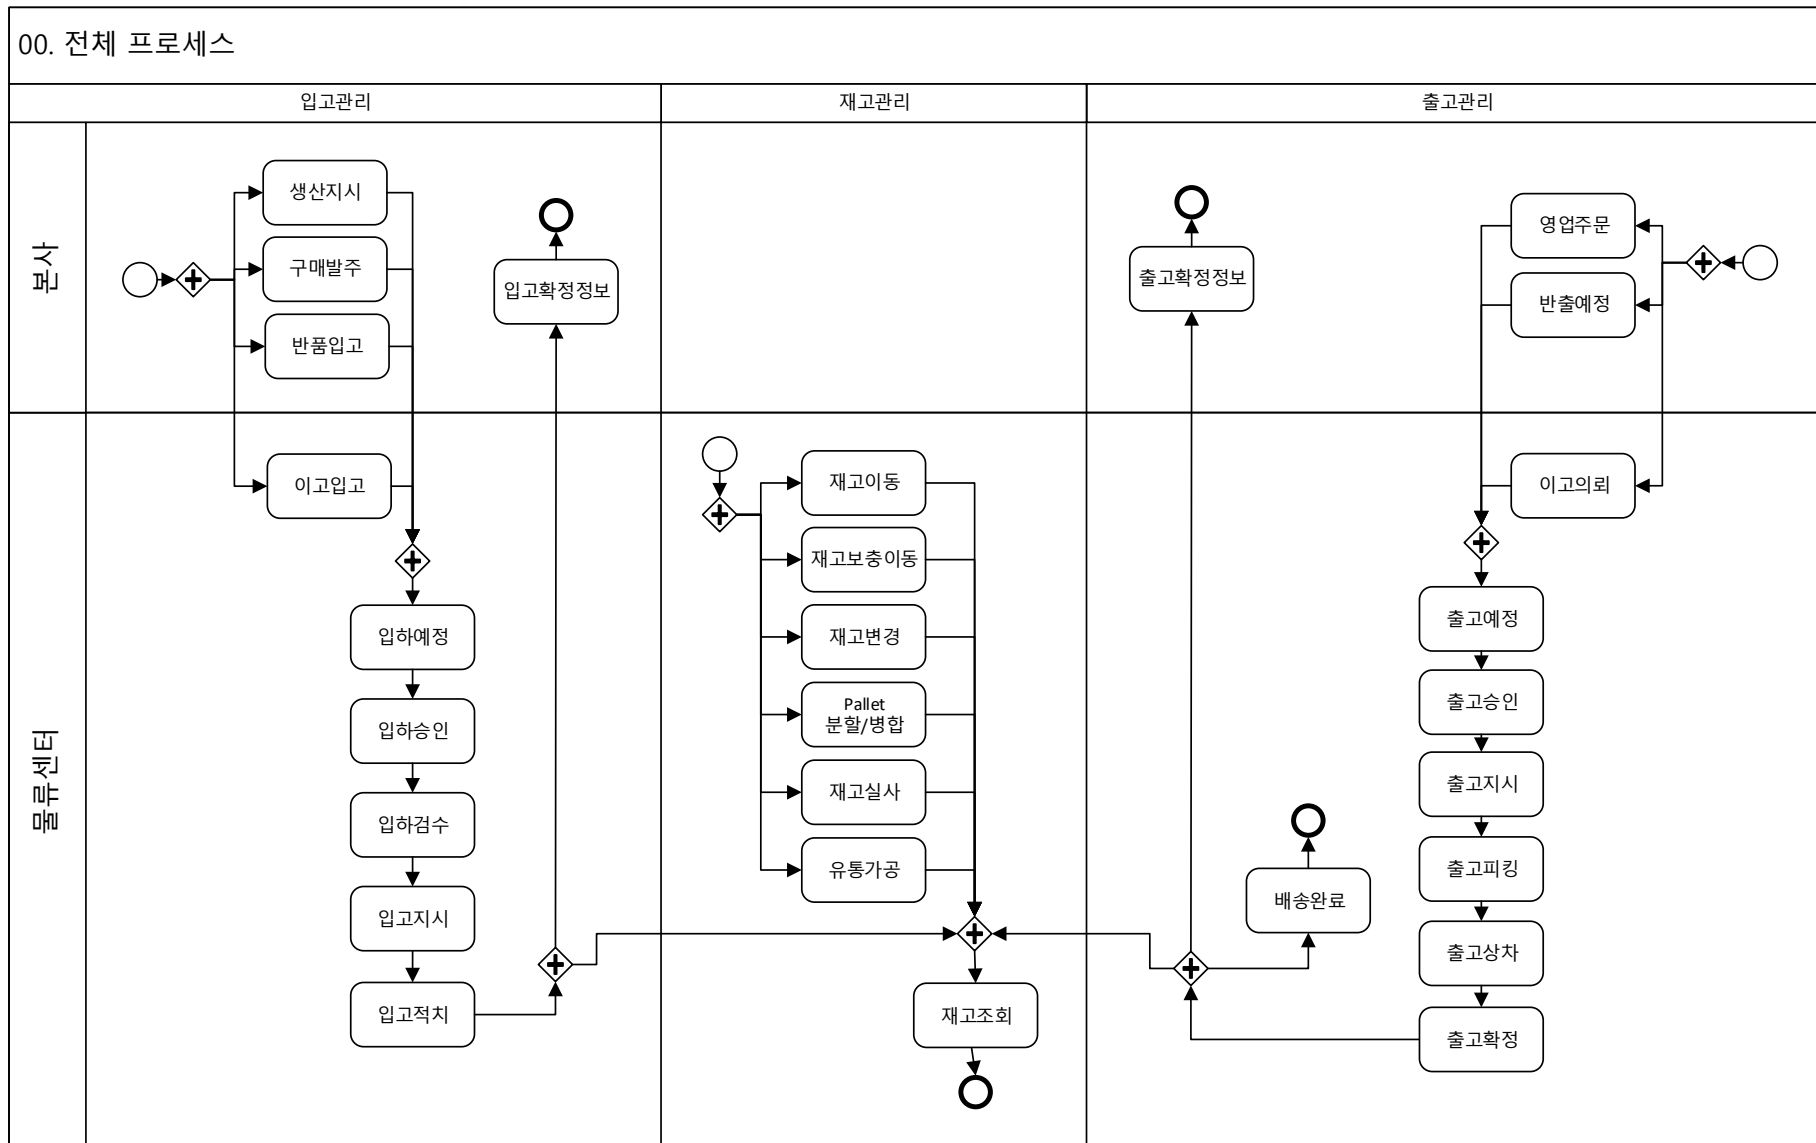 00. 전체 프로세스
입고관리
재고관리
출고관리
본사
생산지시
구매발주
반품입고
입고확정정보
출고확정정보
영업주문
반출예정
물류센터
이고입고
입하예정
입하승인
입하검수
입고지시
입고적치
재고이동
재고보충이동
재고변경
Pallet
분할/병합
재고실사
유통가공
재고조회
이고의뢰
출고예정
출고승인
출고지시
출고피킹
출고상차
출고확정
배송완료